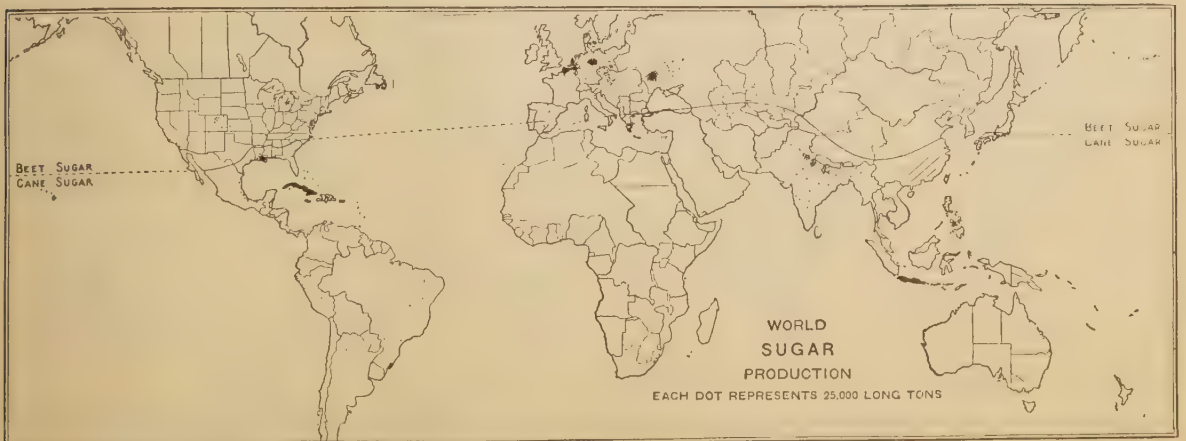 BEET SUGAR
CANE SUGAR
BEET SUGAR
CANE SUGAR
WORLD
SUGAR
PRODUCTION
EACH DOT REPRESENTS 25,000 LONG TONS